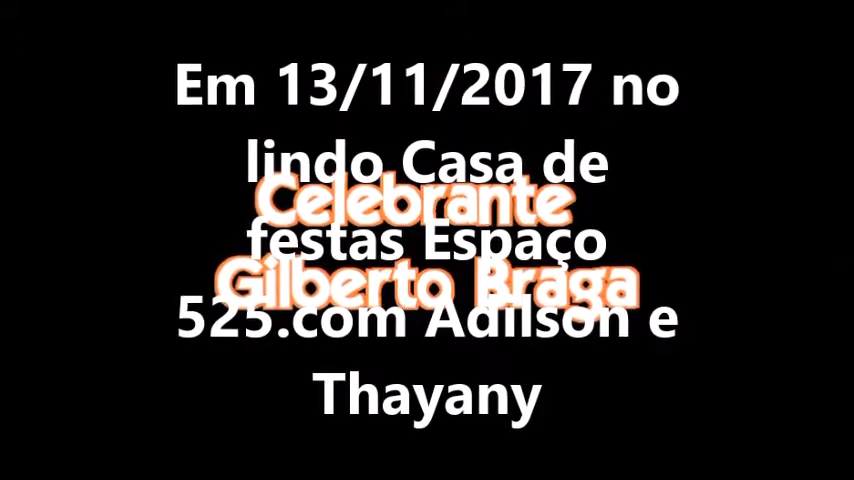 Em 13/11/2017 no
lindo Casa de
Celebrante
festas Espaço
Gilberto Braga
525.com Adilson e
Thayany